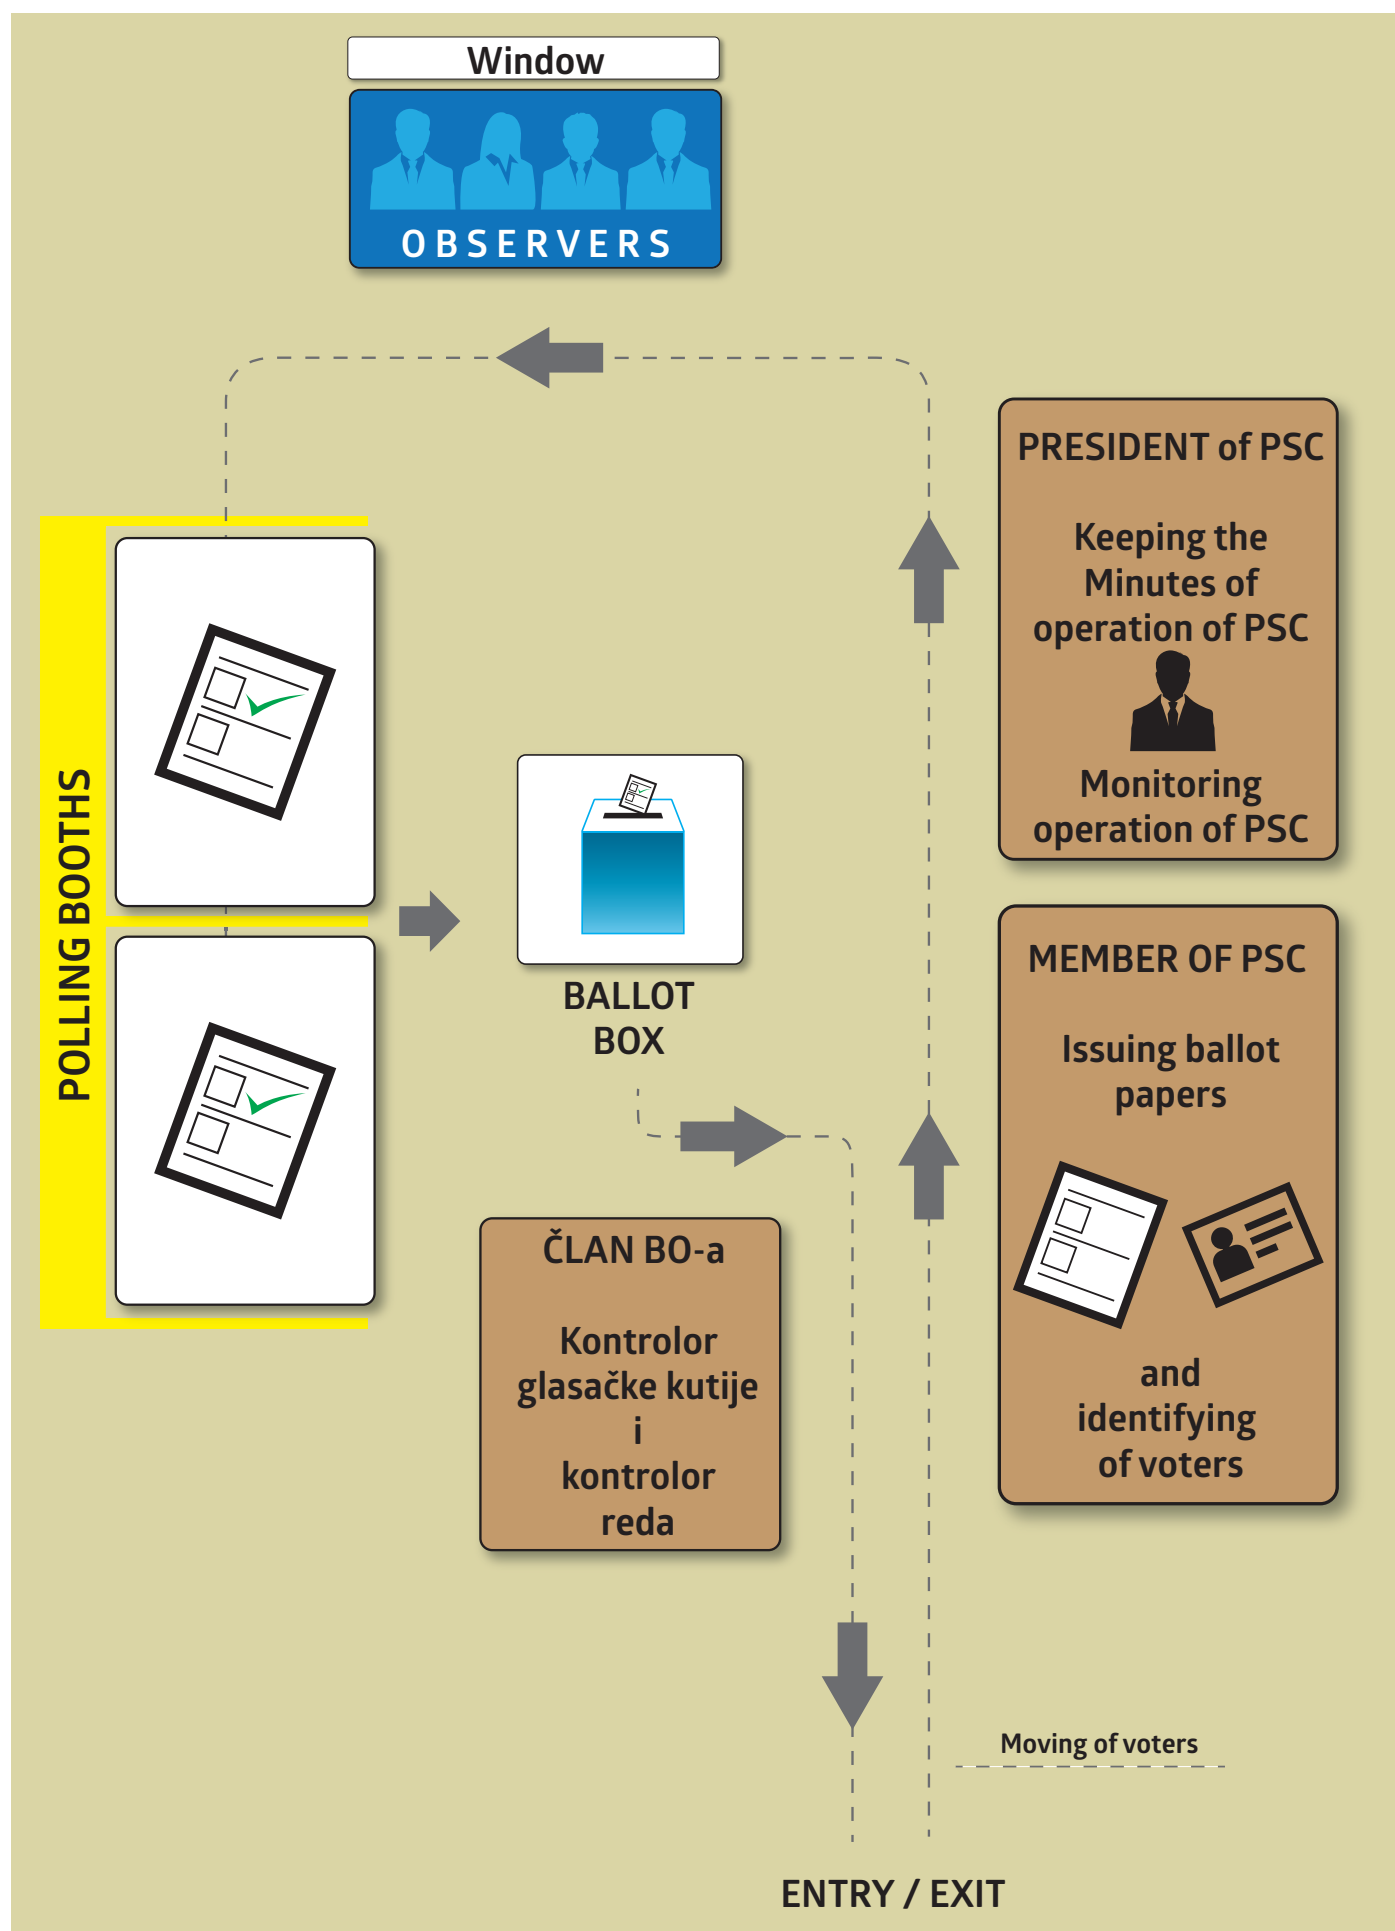 Window
OBSERVERS
PRESIDENT of PSC
Keeping the
Minutes of
operation of PSC
Monitoring
operation of PSC
POLLING BOOTHS
BALLOT
BOX
MEMBER OF PSC
Issuing ballot
papers
and
identifying
of voters
ČLAN BO-a
Kontrolor
glasačke kutije
i
kontrolor
reda
Moving of voters
ENTRY / EXIT